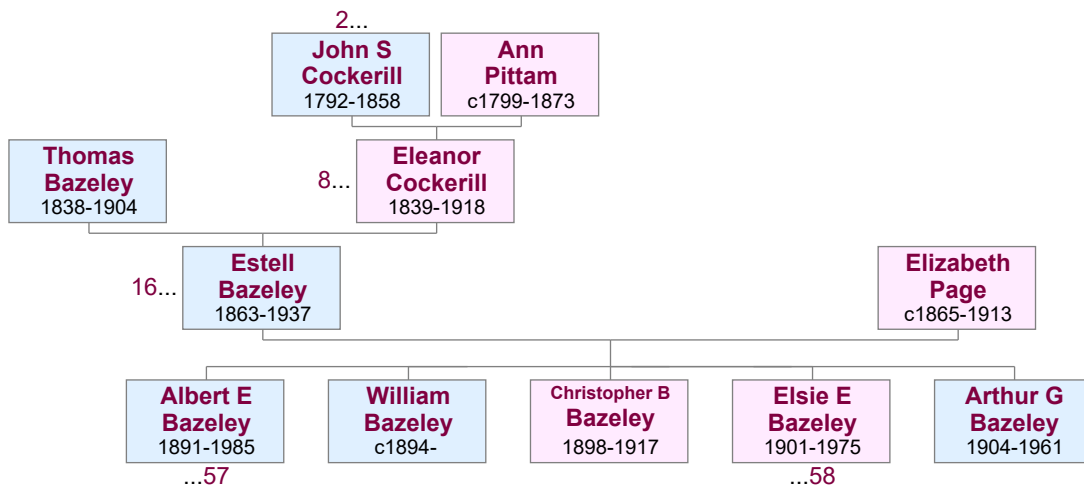 2...
John S
Cockerill
1792-1858
Ann
Pittam
c1799-1873
Thomas
Bazeley
1838-1904
8...
Eleanor
Cockerill
1839-1918
16...
Estell
Bazeley
1863-1937
Elizabeth
Page
c1865-1913
Albert E
Bazeley
1891-1985
...57
William
Bazeley
c1894-
Christopher B
Bazeley
1898-1917
Elsie E
Bazeley
1901-1975
...58
Arthur G
Bazeley
1904-1961